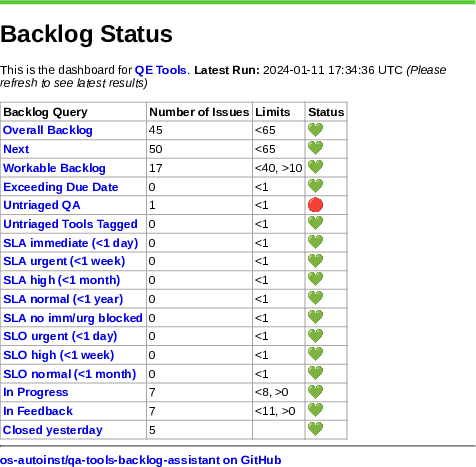 Backlog Status
This is the dashboard for QE Tools. Latest Run: 2024-01-11 17:34:36 UTC (Please
refresh to see latest results)
Backlog Query Number of Issues Limits Status
Overall Backlog 45 <65 💚
Next 50 <65 💚
Workable Backlog 17 <40, >10 💚
Exceeding Due Date 0 <1 💚
Untriaged QA 1 <1 🔴
Untriaged Tools Tagged 0 <1 💚
SLA immediate (<1 day) 0 <1 💚
SLA urgent (<1 week) 0 <1 💚
SLA high (<1 month) 0 <1 💚
SLA normal (<1 year) 0 <1 💚
SLA no imm/urg blocked 0 <1 💚
SLO urgent (<1 day) 0 <1 💚
SLO high (<1 week) 0 <1 💚
SLO normal (<1 month) 0 <1 💚
In Progress 7 <8, >0 💚
In Feedback 7 <11, >0 💚
Closed yesterday 5 💚
os-autoinst/qa-tools-backlog-assistant on GitHub